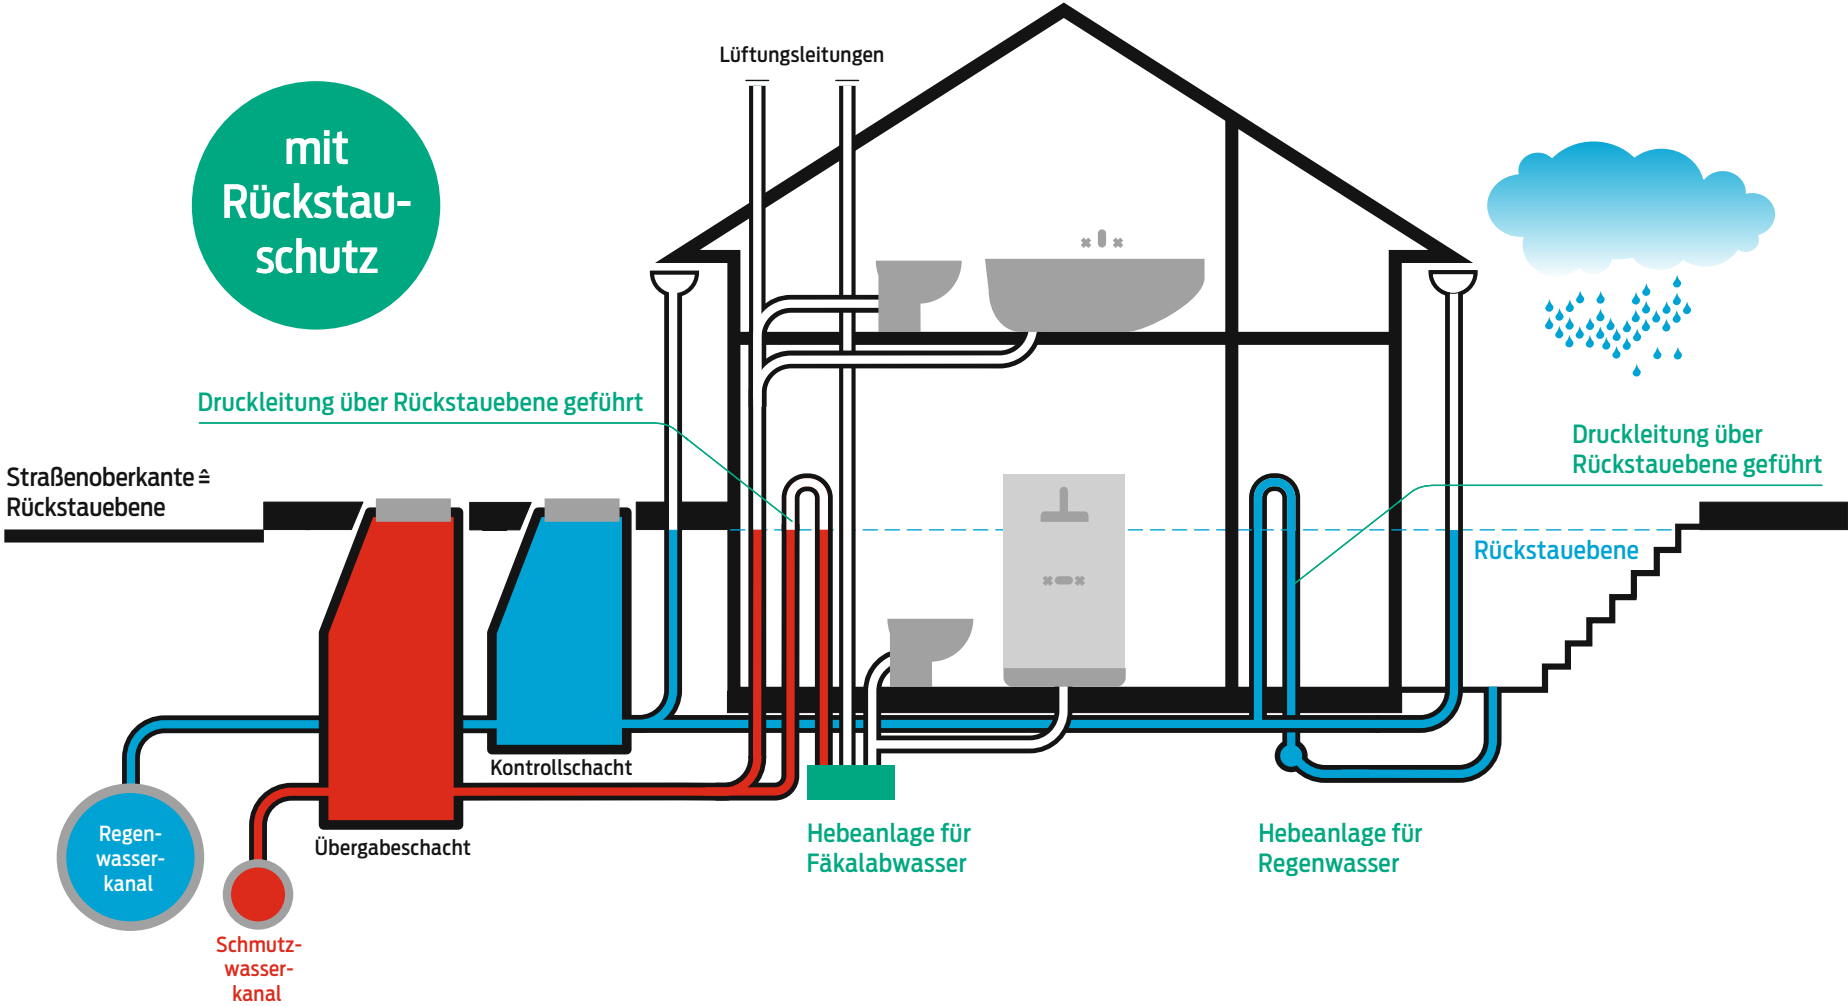 Lüftungsleitungen
mit
Rückstau-
schutz
Druckleitung über Rückstauebene geführt
Druckleitung über
Rückstauebene geführt
Straßenoberkante ≙
Rückstauebene
Rückstauebene
Kontrollschacht
Übergabeschacht
Regen-
wasser-
kanal
Hebeanlage für
Fäkalabwasser
Hebeanlage für
Regenwasser
Schmutz-
wasser-
kanal